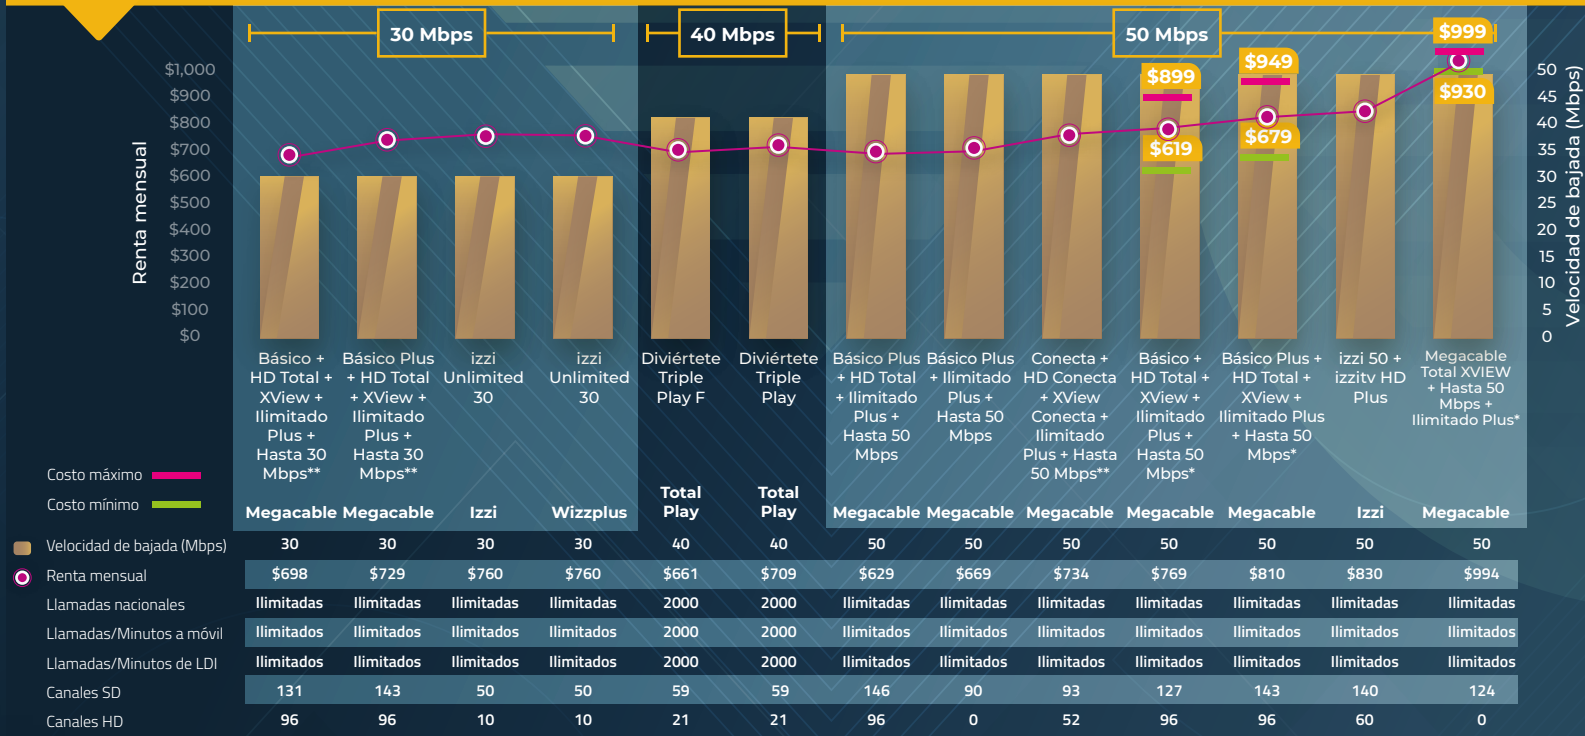 30 Mbps
40 Mbps
50 Mbps
$999
$930
$949
$679
$899
$619
Renta mensual
$1,000
$900
$800
$700
$600
$500
$400
$300
$200
$100
$0
50
45
40
35
30
25
20
15
10
5
0
Velocidad de bajada (Mbps)
Básico +
HD Total +
XView +
Ilimitado
Plus +
Hasta 30
Mbps**
Megacable
Básico Plus
+ HD Total
+ XView +
Ilimitado
Plus +
Hasta 30
Mbps**
Megacable
izzi
Unlimited
30
Izzi
izzi
Unlimited
30
Wizzplus
Diviértete
Triple
Play F
Total
Play
Diviértete
Triple
Play
Total
Play
Básico Plus
+ HD Total
+ Ilimitado
Plus +
Hasta 50
Mbps
Megacable
Básico Plus
+ Ilimitado
Plus +
Hasta 50
Mbps
Megacable
Conecta +
HD Conecta
+ XView
Conecta +
Ilimitado
Plus + Hasta
50 Mbps**
Megacable
Básico +
HD Total +
XView +
Ilimitado
Plus +
Hasta 50
Mbps*
Megacable
Básico Plus +
HD Total +
XView +
Ilimitado Plus
+ Hasta 50
Mbps*
Megacable
izzi 50 +
izzitv HD
Plus
Izzi
Megacable
Total XVIEW
+ Hasta 50
Mbps +
Ilimitado Plus*
Megacable
Costo máximo
Costo mínimo
Velocidad de bajada (Mbps) 30 30 30 30 40 40 50 50 50 50 50 50 50
Renta mensual $698 $729 $760 $760 $661 $709 $629 $669 $734 $769 $810 $830 $994
Llamadas nacionales Ilimitadas Ilimitadas Ilimitadas Ilimitadas 2000 2000 Ilimitadas Ilimitadas Ilimitadas Ilimitadas Ilimitadas Ilimitadas Ilimitadas
Llamadas/Minutos a móvil Ilimitados Ilimitados Ilimitados Ilimitados 2000 2000 Ilimitados Ilimitados Ilimitados Ilimitados Ilimitados Ilimitados Ilimitados
Llamadas/Minutos de LDI Ilimitados Ilimitados Ilimitados Ilimitados 2000 2000 Ilimitados Ilimitados Ilimitados Ilimitados Ilimitados Ilimitados Ilimitados
Canales SD 131 143 50 50 59 59 146 90 93 127 143 140 124
Canales HD 96 96 10 10 21 21 96 0 52 96 96 60 0